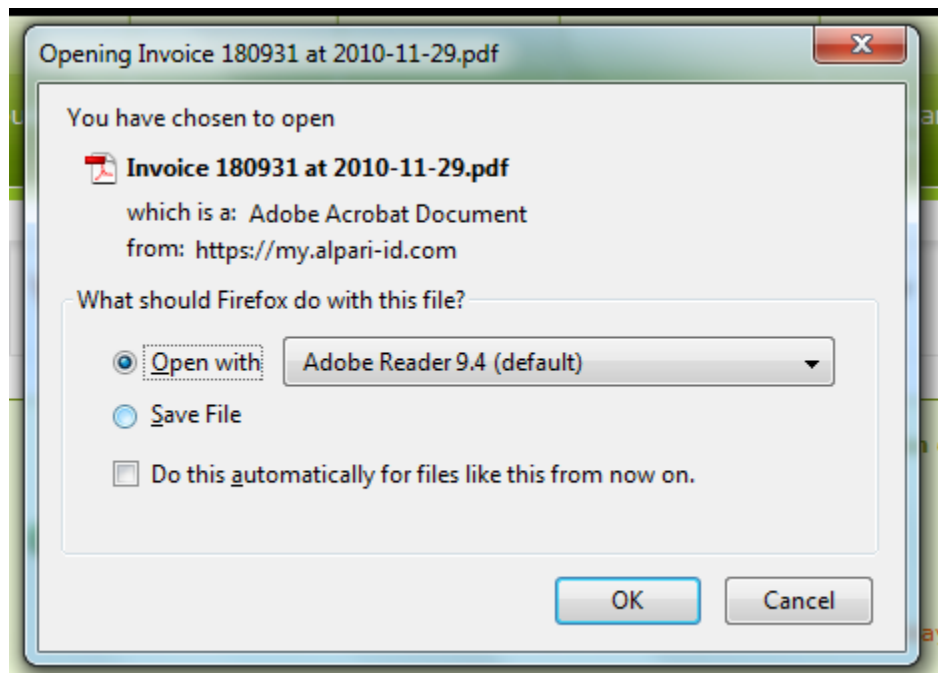 Opening Invoice 180931 at 2010-11-29.pdf
You have chosen to open
Invoice 180931 at 2010-11-29.pdf
which is a: Adobe Acrobat Document
from: https://my.alpari-id.com
What should Firefox do with this file?
Open with Adobe Reader 9.4 (default)
Save File
Do this automatically for files like this from now on.
OK Cancel